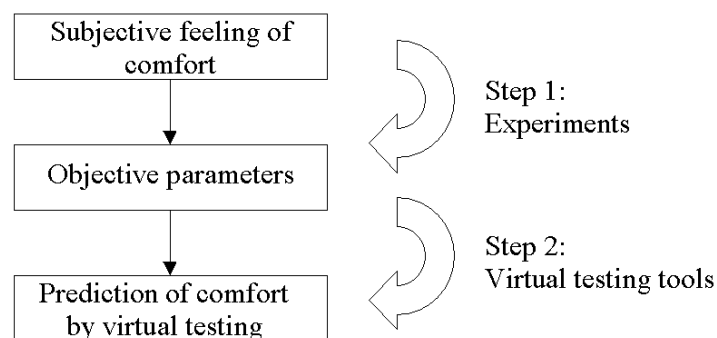 Subjective feeling of
comfort
Step 1:
Experiments
Objective parameters
Step 2:
Virtual testing tools
Prediction of comfort
by virtual testing